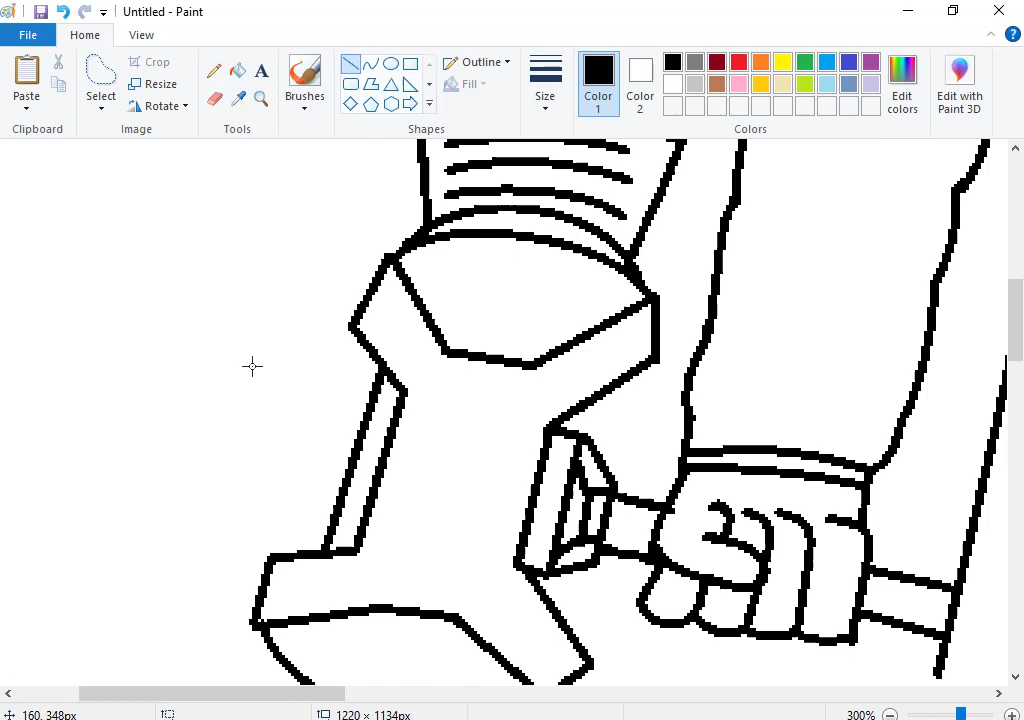 Untitled - Paint
File Home View
Paste
Select
Crop
Resize
Rotate
Brushes
Outline
Fill
Size
Color 1
Color 2
Edit colors
Edit with Paint 3D
Clipboard Image Tools Shapes Colors
160, 348px 1220 × 1134px 300%